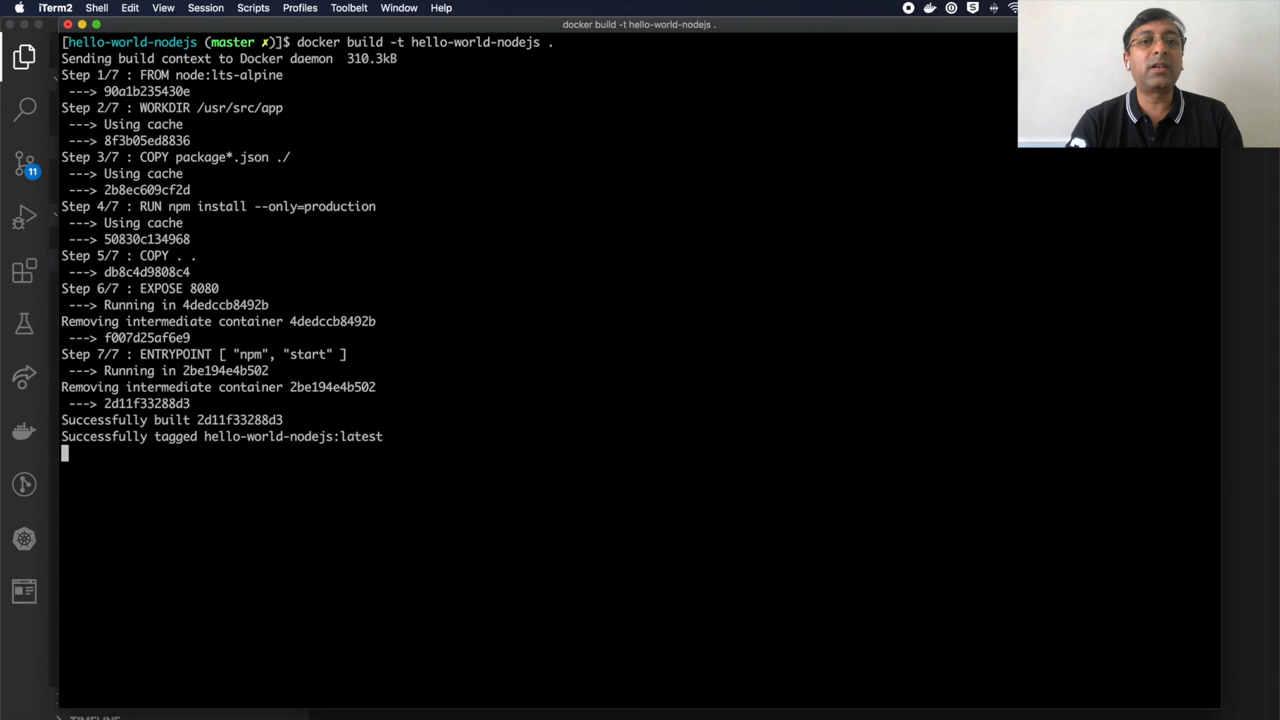 iTerm2 Shell Edit View Session Scripts Profiles Toolbelt Window Help
docker build -t hello-world-nodejs .
[hello-world-nodejs (master ✗)]$ docker build -t hello-world-nodejs .
Sending build context to Docker daemon  310.3kB
Step 1/7 : FROM node:lts-alpine
---> 90a1b235430e
Step 2/7 : WORKDIR /usr/src/app
---> Using cache
---> 8f3b05ed8836
Step 3/7 : COPY package*.json ./
---> Using cache
---> 2b8ec609cf2d
Step 4/7 : RUN npm install --only=production
---> Using cache
---> 50830c134968
Step 5/7 : COPY . .
---> db8c4d9808c4
Step 6/7 : EXPOSE 8080
---> Running in 4dedccb8492b
Removing intermediate container 4dedccb8492b
---> f007d25af6e9
Step 7/7 : ENTRYPOINT [ "npm", "start" ]
---> Running in 2be194e4b502
Removing intermediate container 2be194e4b502
---> 2d11f33288d3
Successfully built 2d11f33288d3
Successfully tagged hello-world-nodejs:latest
11
TIMELINE